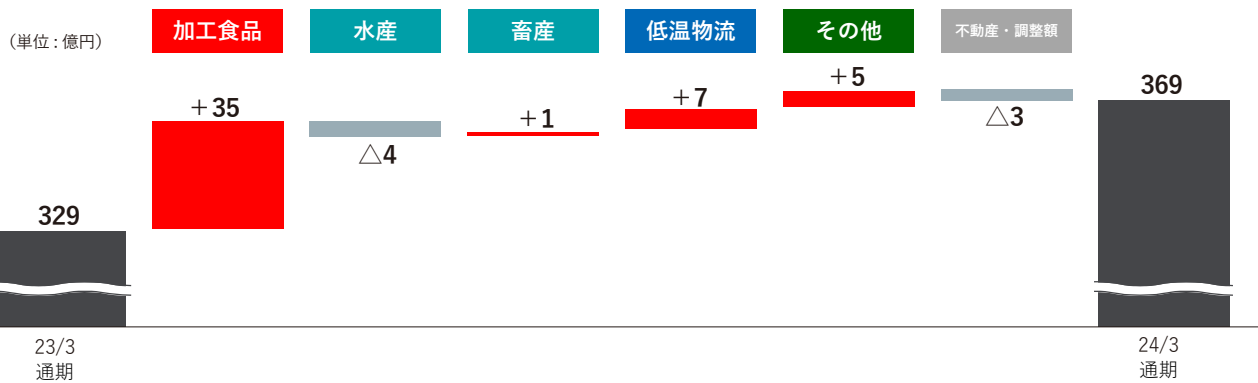 （単位：億円）
加工食品
水産
畜産
低温物流
その他
不動産・調整額
＋35
△4
＋1
＋7
＋5
△3
329
369
23/3
通期
24/3
通期